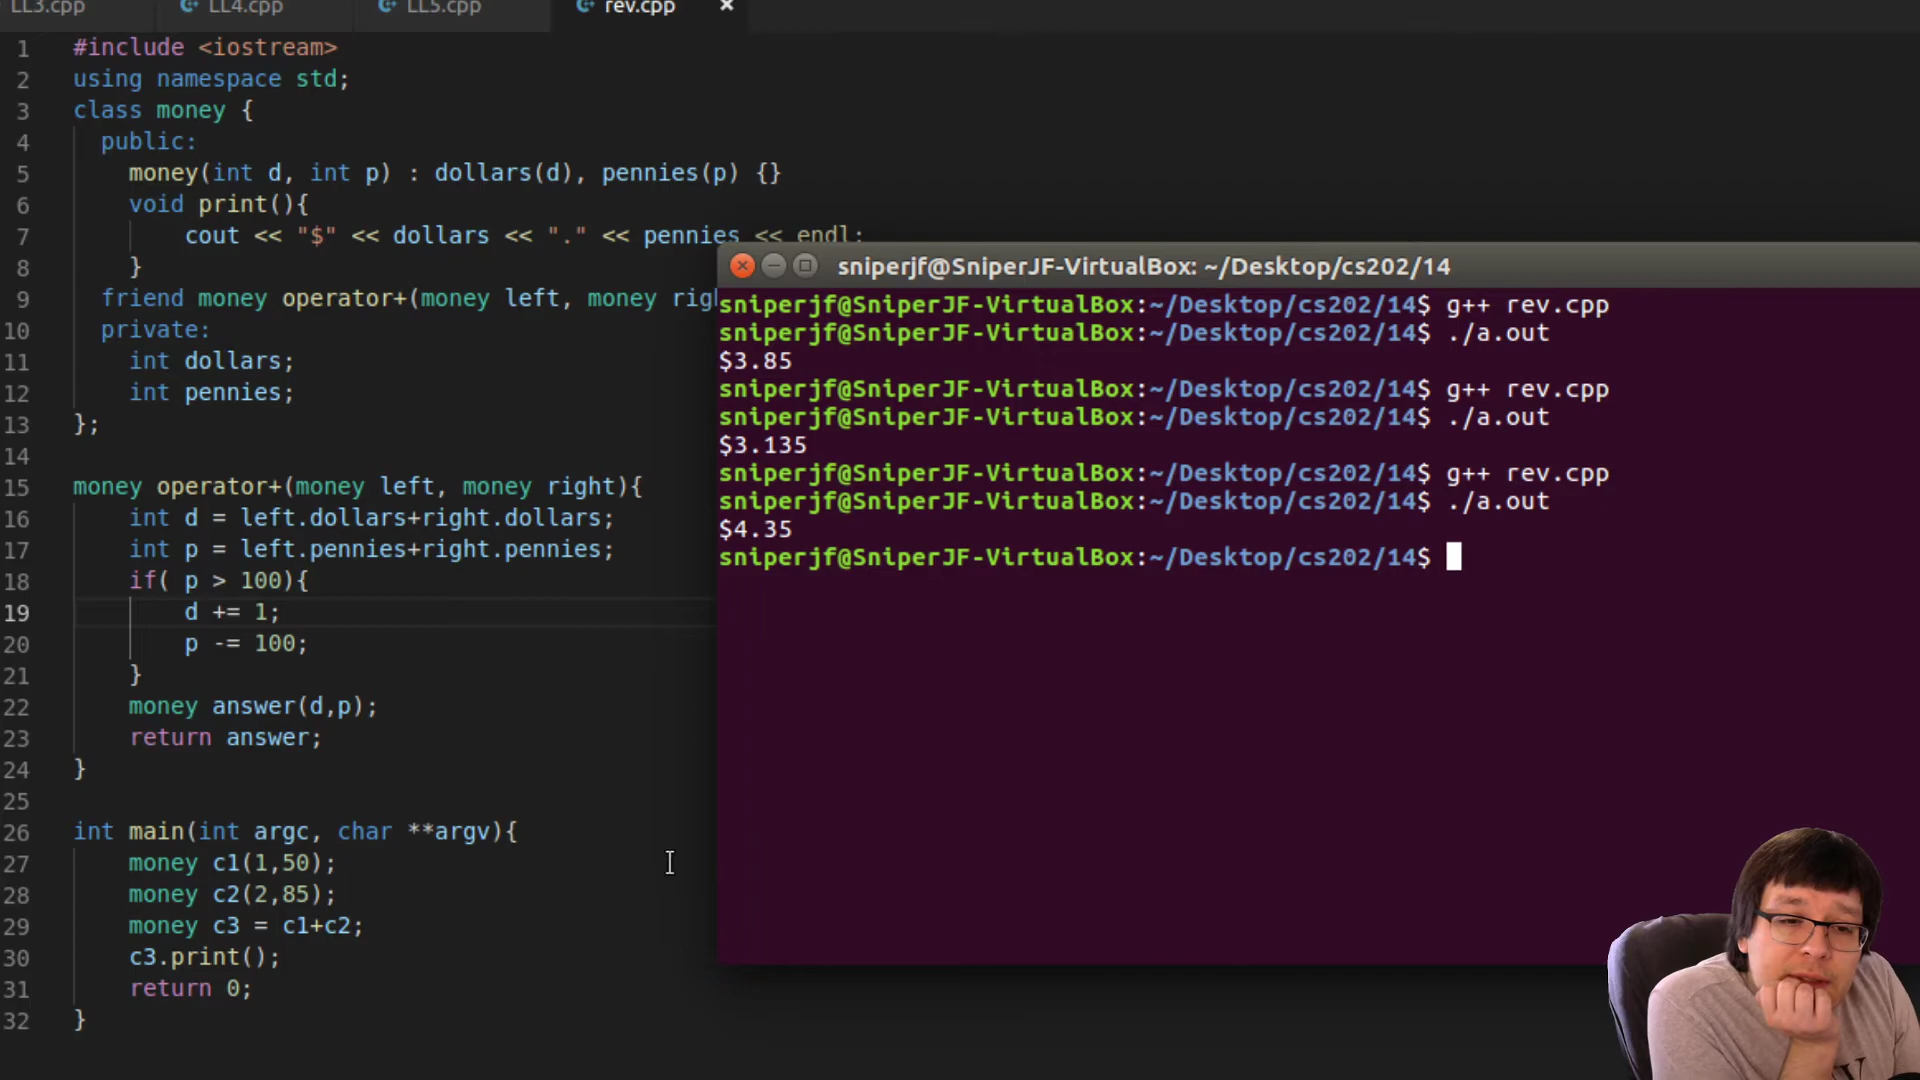 LL3.cpp LL4.cpp LL5.cpp rev.cpp ×
1 #include <iostream>
2 using namespace std;
3 class money {
4 public:
5 money(int d, int p) : dollars(d), pennies(p) {}
6 void print(){
7 cout << "$" << dollars << "." << pennies << endl;
8 }
9 friend money operator+(money left, money righ
10 private:
11 int dollars;
12 int pennies;
13 };
14
15 money operator+(money left, money right){
16 int d = left.dollars+right.dollars;
17 int p = left.pennies+right.pennies;
18 if( p > 100){
19 d += 1;
20 p -= 100;
21 }
22 money answer(d,p);
23 return answer;
24 }
25
26 int main(int argc, char **argv){
27 money c1(1,50);
28 money c2(2,85);
29 money c3 = c1+c2;
30 c3.print();
31 return 0;
32 }
sniperjf@SniperJF-VirtualBox: ~/Desktop/cs202/14
sniperjf@SniperJF-VirtualBox:~/Desktop/cs202/14$ g++ rev.cpp
sniperjf@SniperJF-VirtualBox:~/Desktop/cs202/14$ ./a.out
$3.85
sniperjf@SniperJF-VirtualBox:~/Desktop/cs202/14$ g++ rev.cpp
sniperjf@SniperJF-VirtualBox:~/Desktop/cs202/14$ ./a.out
$3.135
sniperjf@SniperJF-VirtualBox:~/Desktop/cs202/14$ g++ rev.cpp
sniperjf@SniperJF-VirtualBox:~/Desktop/cs202/14$ ./a.out
$4.35
sniperjf@SniperJF-VirtualBox:~/Desktop/cs202/14$